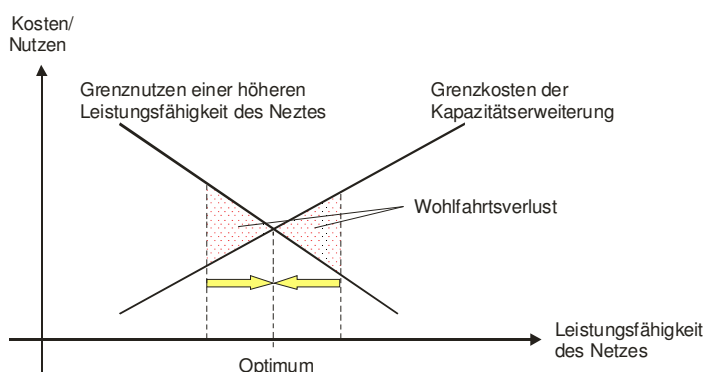 Kosten/
Nutzen
Grenznutzen einer höheren
Leistungsfähigkeit des Neztes
Grenzkosten der
Kapazitätserweiterung
Wohlfahrtsverlust
Leistungsfähigkeit
des Netzes
Optimum